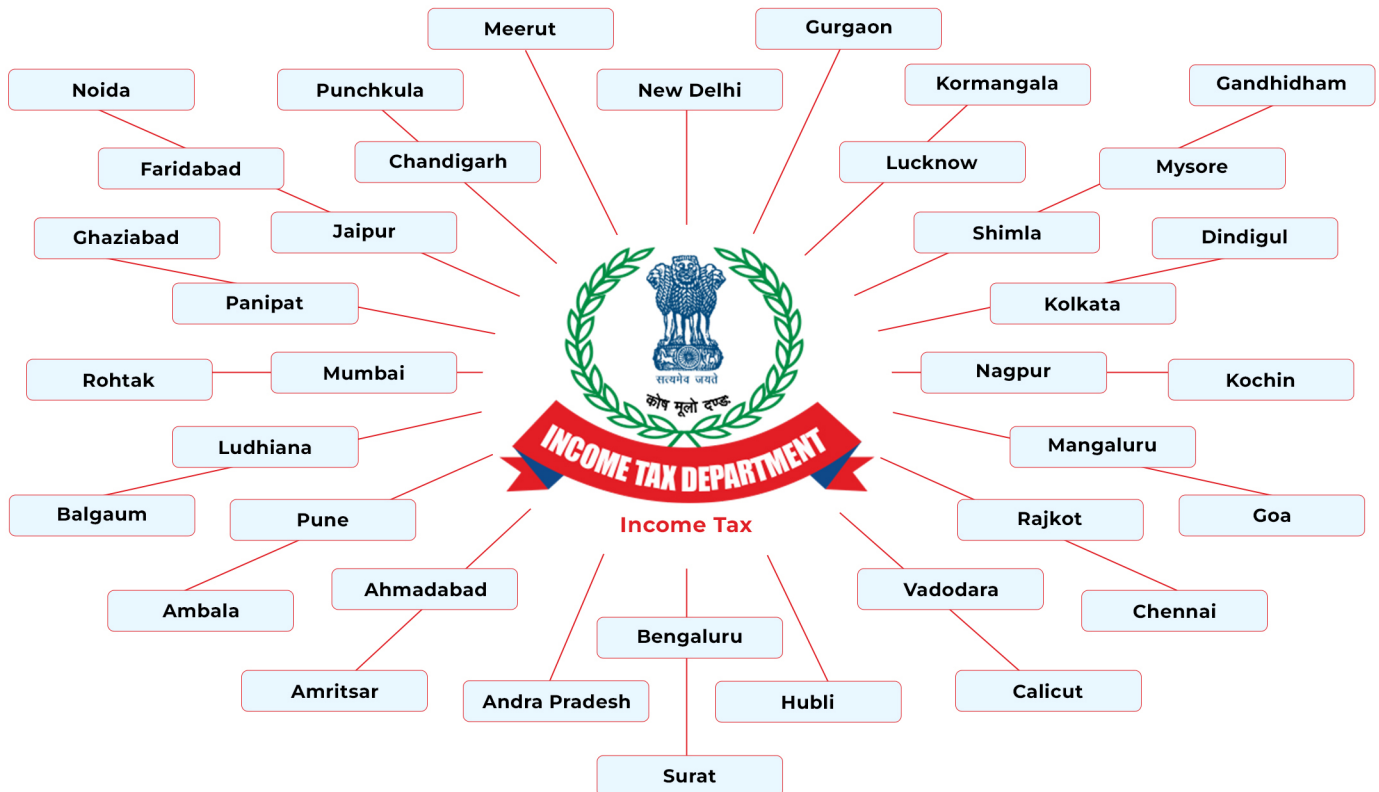 Meerut
Gurgaon
Noida
Punchkula
New Delhi
Kormangala
Gandhidham
Faridabad
Chandigarh
Lucknow
Mysore
Ghaziabad
Jaipur
Shimla
Dindigul
Panipat
Kolkata
Rohtak
Mumbai
Nagpur
Kochin
सत्यमेव जयते
कोष मूलो दण्डः
Ludhiana
INCOME TAX DEPARTMENT
Mangaluru
Balgaum
Pune
Income Tax
Rajkot
Goa
Ambala
Ahmadabad
Vadodara
Chennai
Bengaluru
Amritsar
Andra Pradesh
Hubli
Calicut
Surat